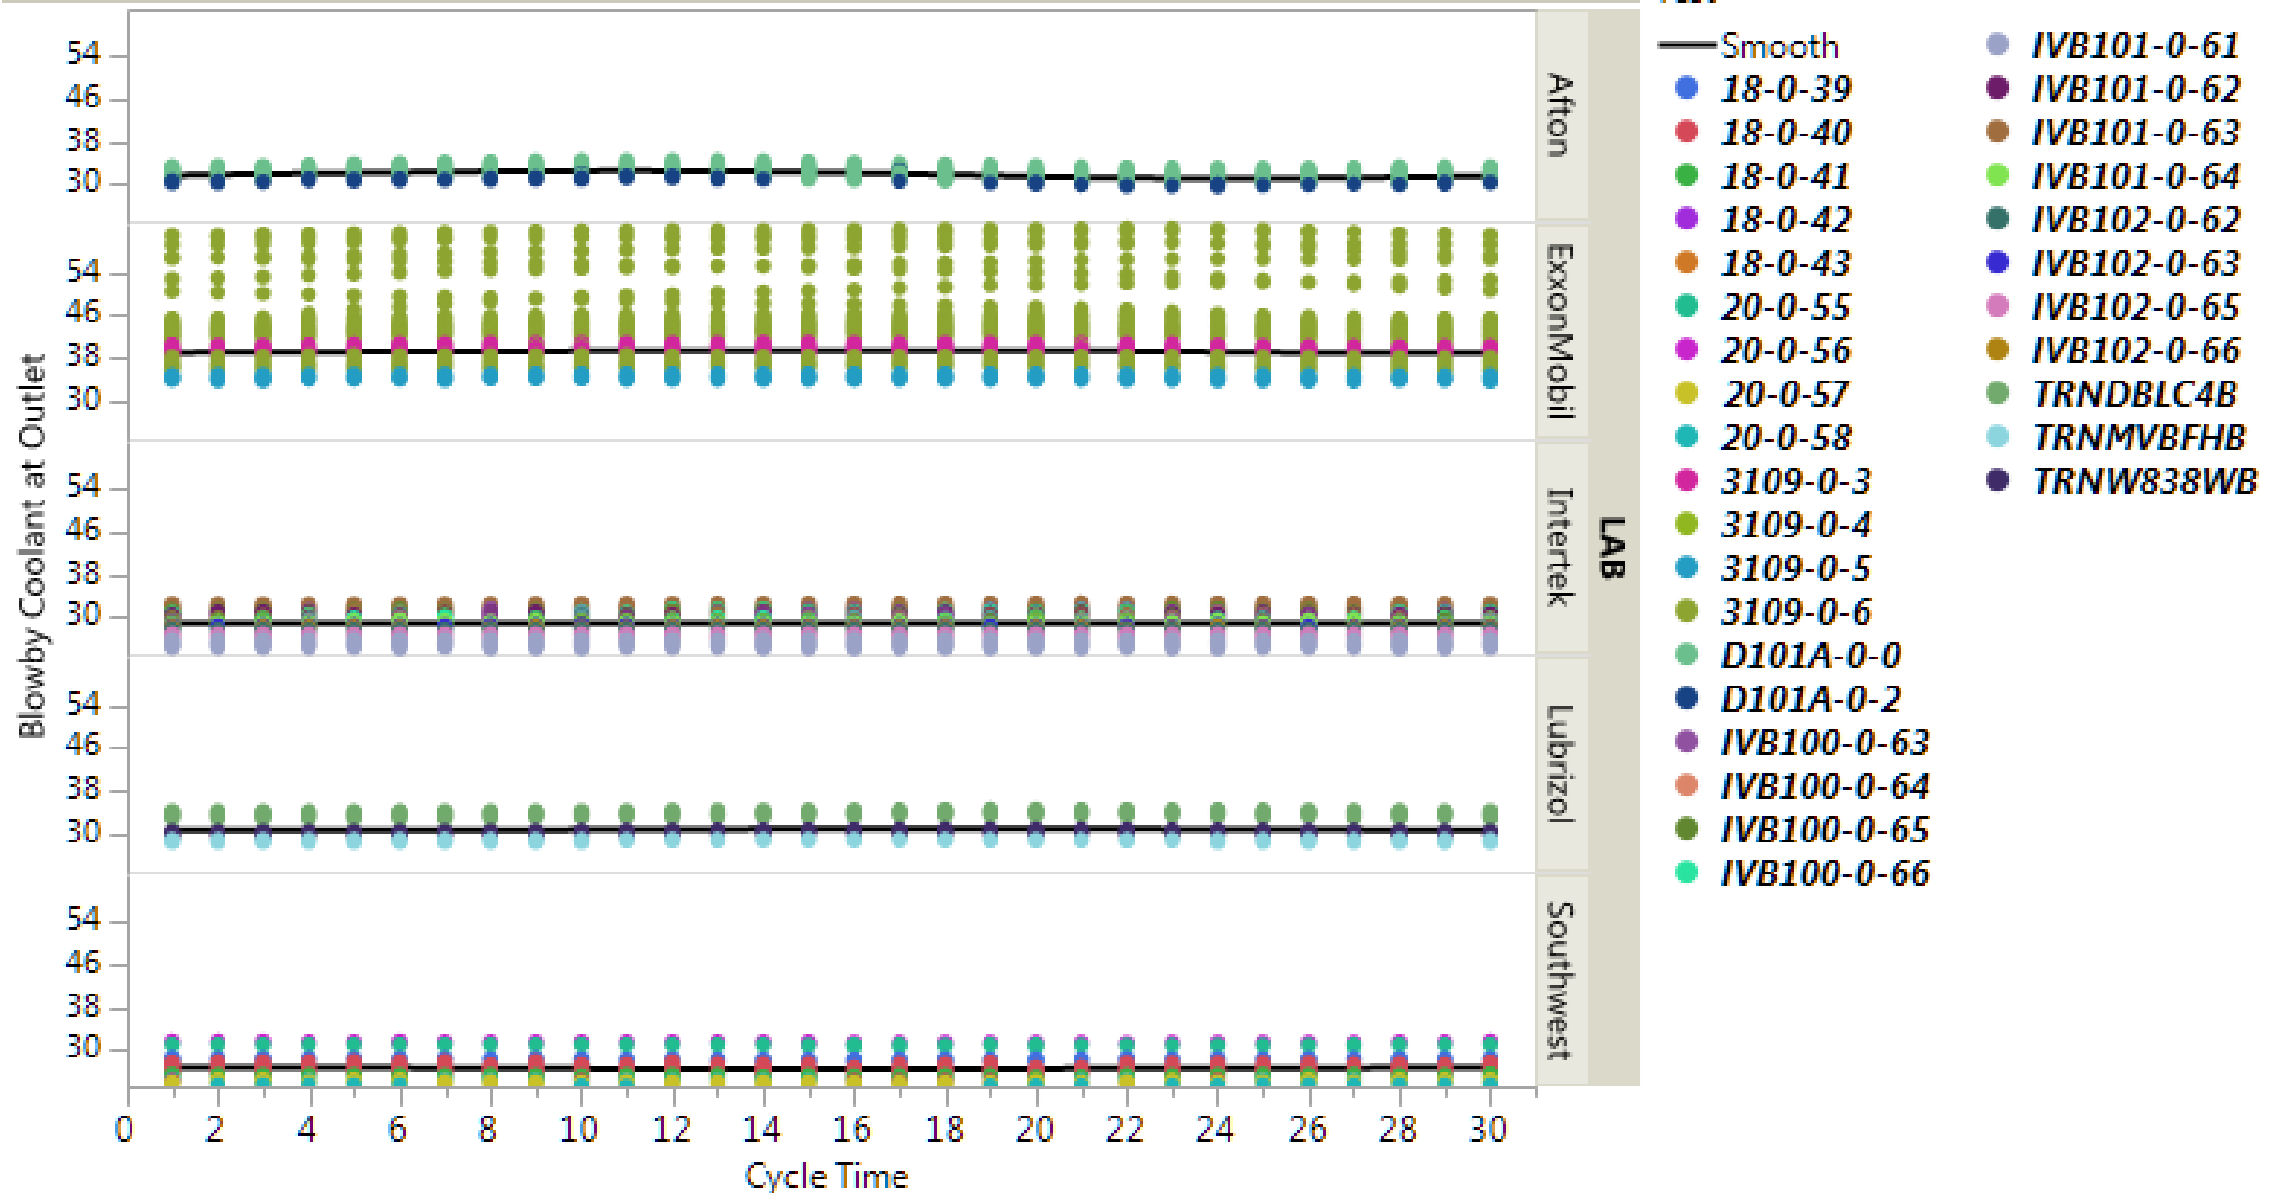 Blowby Coolant at Outlet
54
46
38
30
Afton
54
46
38
30
ExxonMobil
54
46
38
30
Intertek
54
46
38
30
Lubrizol
54
46
38
30
Southwest
LAB
0 2 4 6 8 10 12 14 16 18 20 22 24 26 28 30
Cycle Time
Smooth
18-0-39
18-0-40
18-0-41
18-0-42
18-0-43
20-0-55
20-0-56
20-0-57
20-0-58
3109-0-3
3109-0-4
3109-0-5
3109-0-6
D101A-0-0
D101A-0-2
IVB100-0-63
IVB100-0-64
IVB100-0-65
IVB100-0-66
IVB101-0-61
IVB101-0-62
IVB101-0-63
IVB101-0-64
IVB102-0-62
IVB102-0-63
IVB102-0-65
IVB102-0-66
TRNDBLC4B
TRNMVBFHB
TRNW838WB